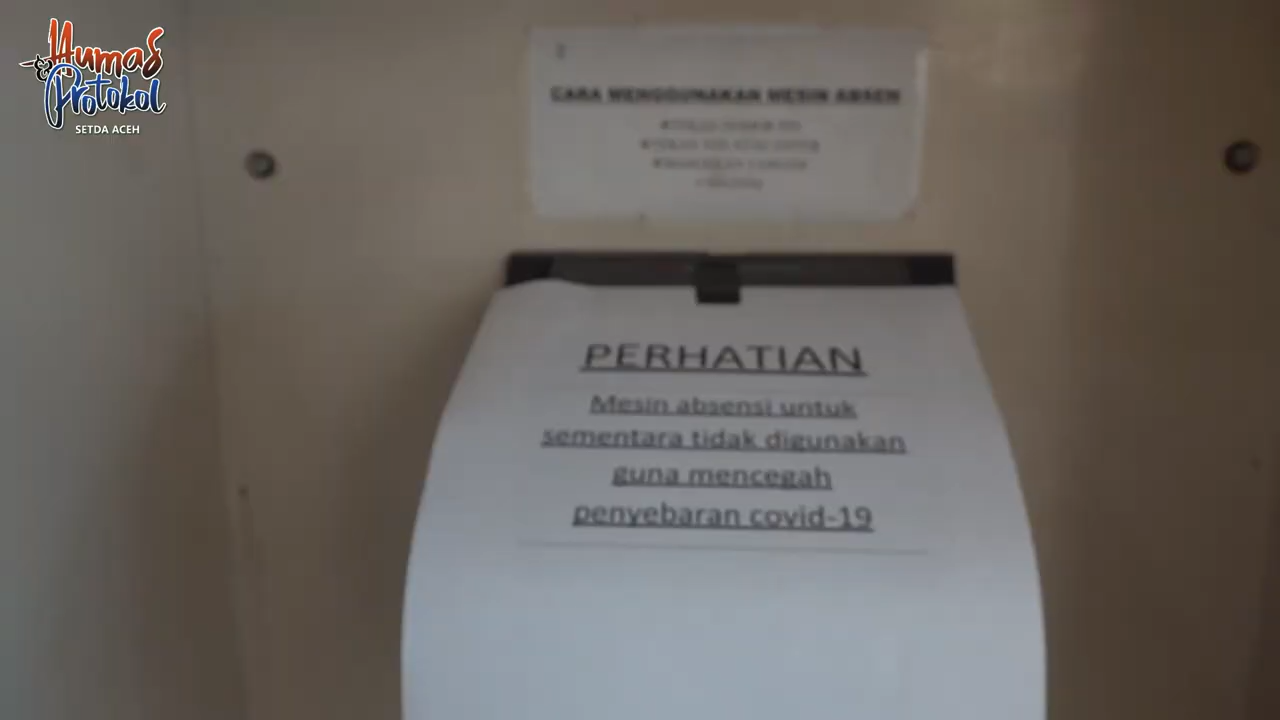 Humas
& Protokol
SETDA ACEH
CARA MENGGUNAKAN MESIN ABSEN
PERHATIAN
Mesin absensi untuk
sementara tidak digunakan
guna mencegah
penyebaran covid-19